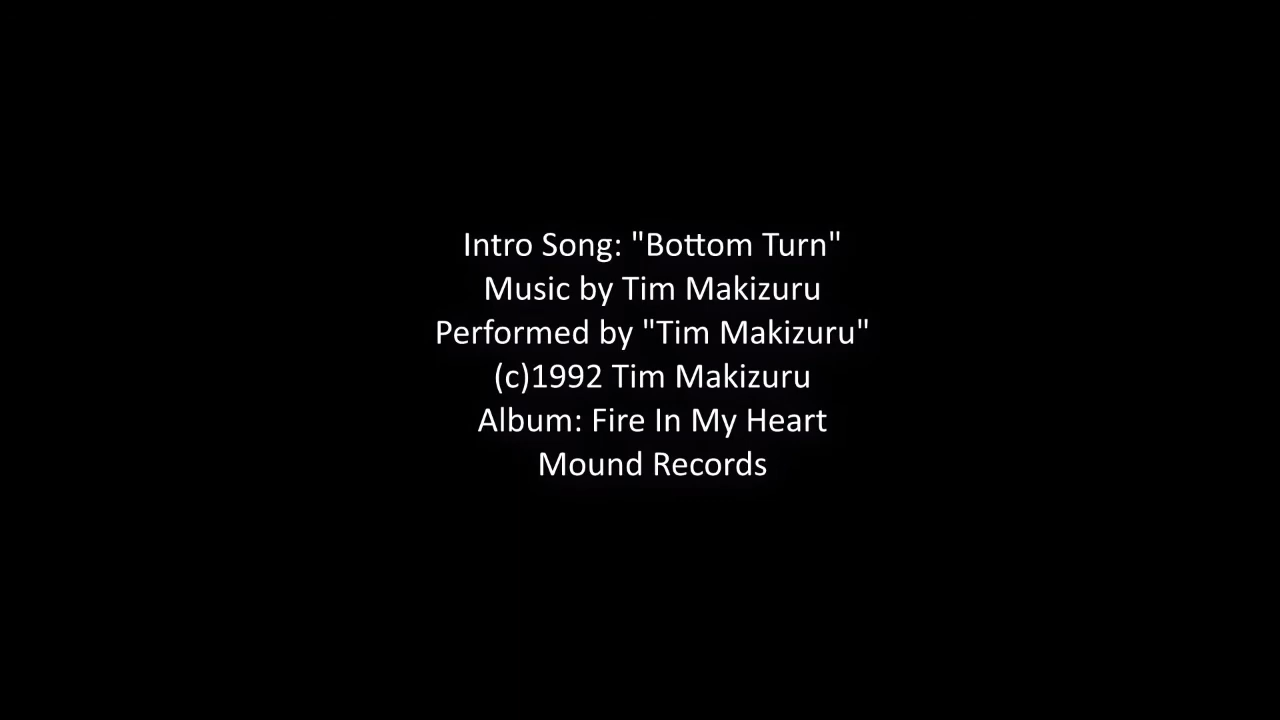 Intro Song: "Bottom Turn"
Music by Tim Makizuru
Performed by "Tim Makizuru"
(c)1992 Tim Makizuru
Album: Fire In My Heart
Mound Records